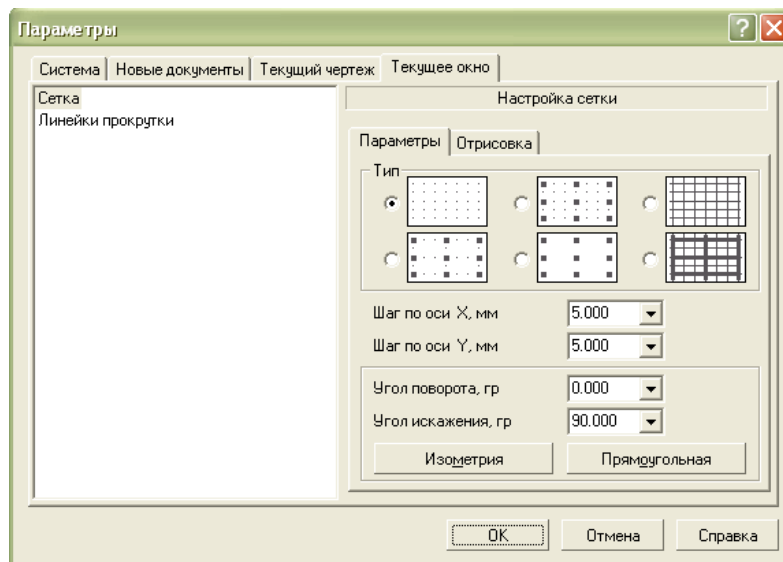 Параметры
Система Новые документы Текущий чертеж Текущее окно
Сетка
Линейки прокрутки
Настройка сетки
Параметры Отрисовка
Тип
Шаг по оси X, мм 5.000
Шаг по оси Y, мм 5.000
Угол поворота, гр 0.000
Угол искажения, гр 90.000
Изометрия Прямоугольная
OK Отмена Справка